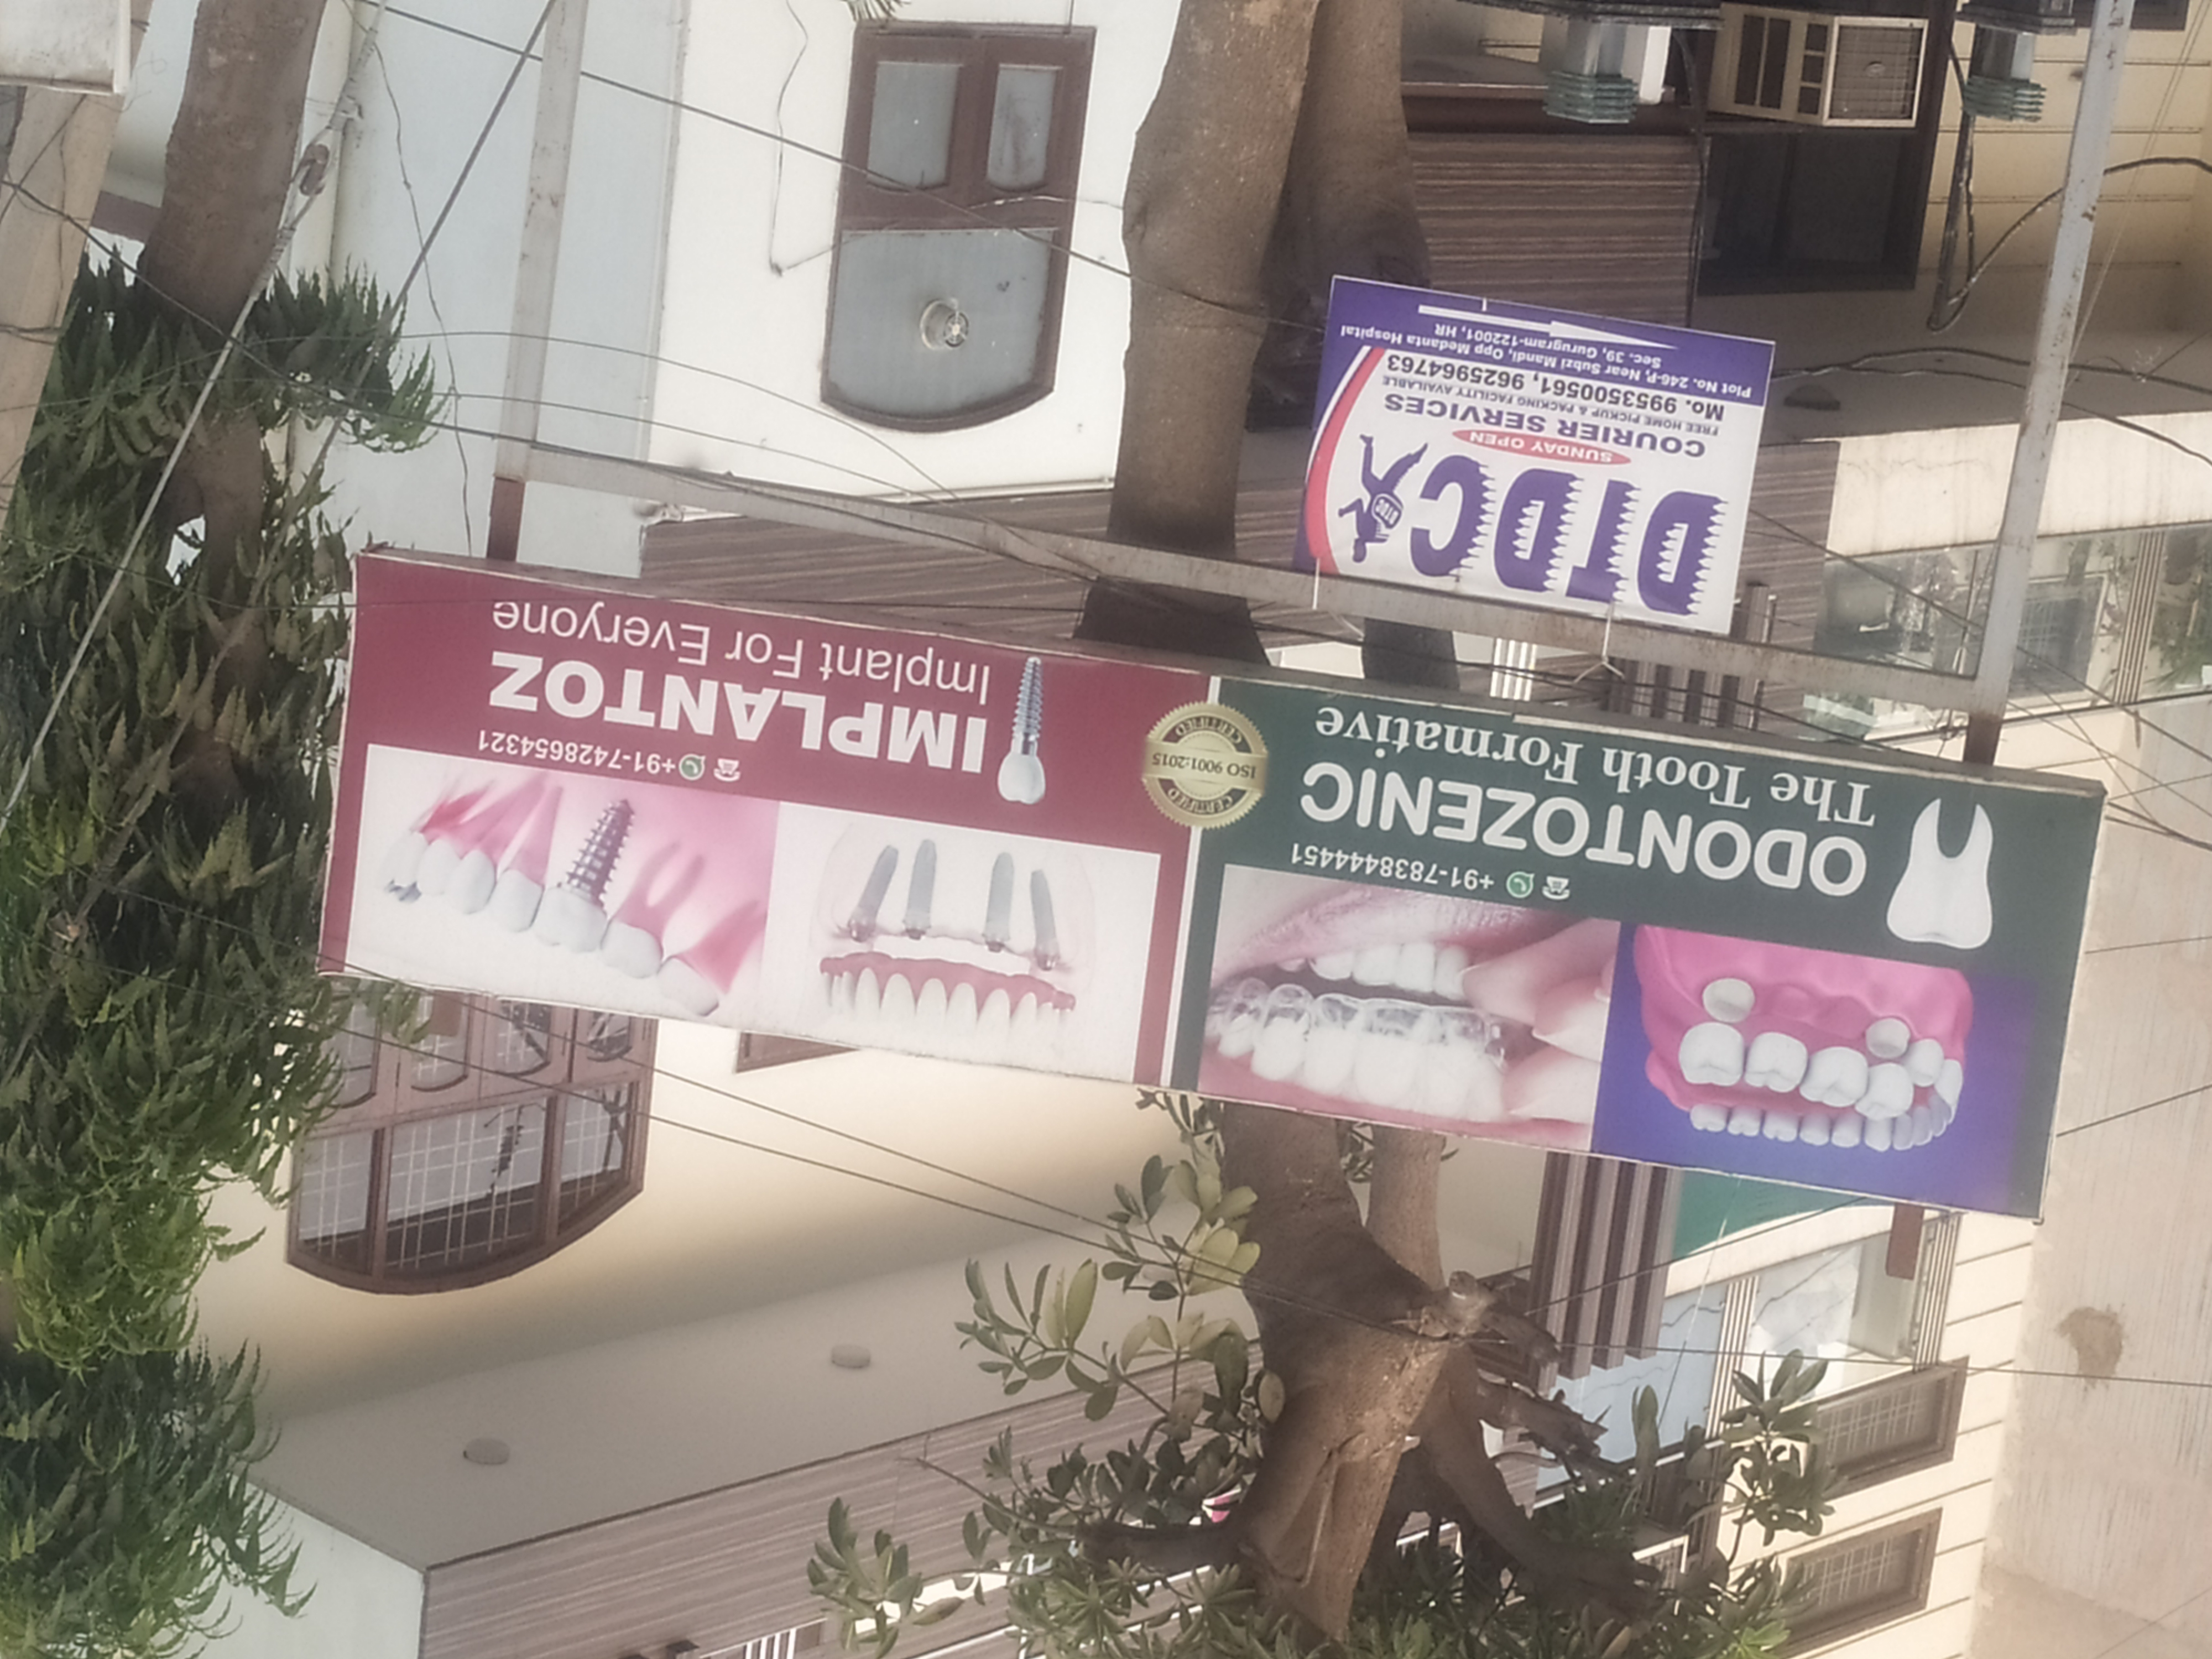 +91-7838444451
ODONTOZENIC
The Tooth Formative
CERTIFIED
ISO 9001:2015
CERTIFIED
+91-7428654321
IMPLANTOZ
Implant For Everyone
DTDC
DTDC
SUNDAY OPEN
COURIER SERVICES
FREE HOME PICKUP & PACKING FACILITY AVAILABLE
Mo. 9953500561, 9625964763
Plot No. 246-P, Near Subzi Mandi, Opp Medanta Hospital
Sec. 39, Gurugram-122001, HR